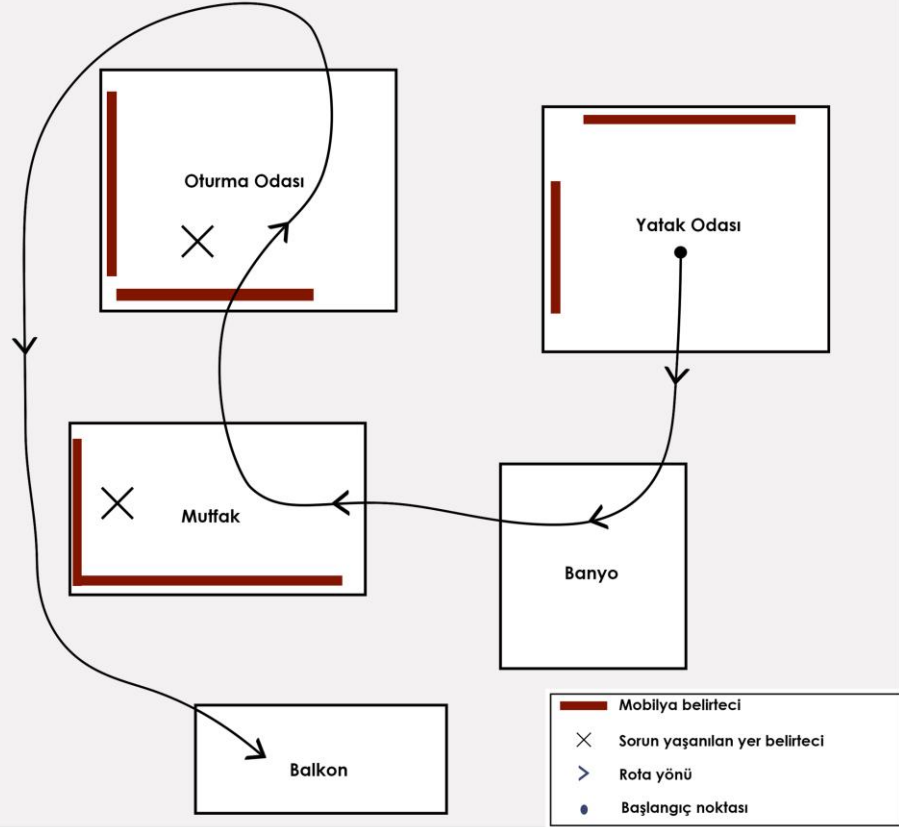 Oturma Odası
Yatak Odası
Mutfak
Banyo
Balkon
Mobilya belirteci
Sorun yaşanılan yer belirteci
Rota yönü
Başlangıç noktası